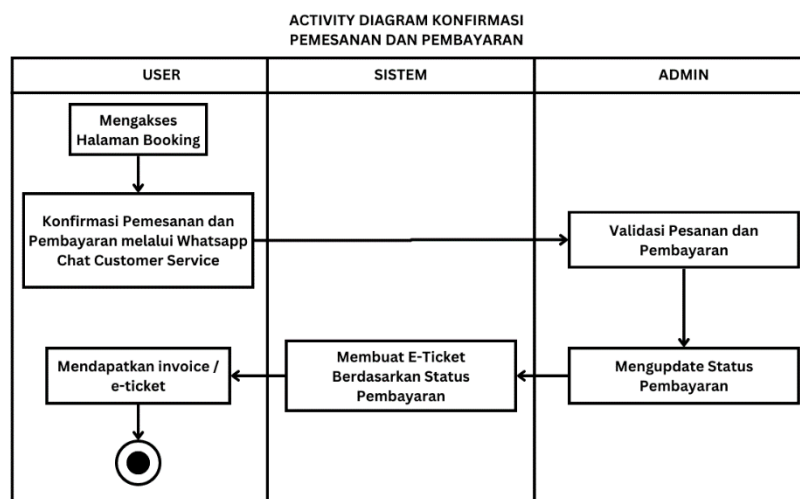 ACTIVITY DIAGRAM KONFIRMASI
PEMESANAN DAN PEMBAYARAN
USER
SISTEM
ADMIN
Mengakses
Halaman Booking
Konfirmasi Pemesanan dan
Pembayaran melalui Whatsapp
Chat Customer Service
Validasi Pesanan dan
Pembayaran
Mendapatkan invoice /
e-ticket
Membuat E-Ticket
Berdasarkan Status
Pembayaran
Mengupdate Status
Pembayaran